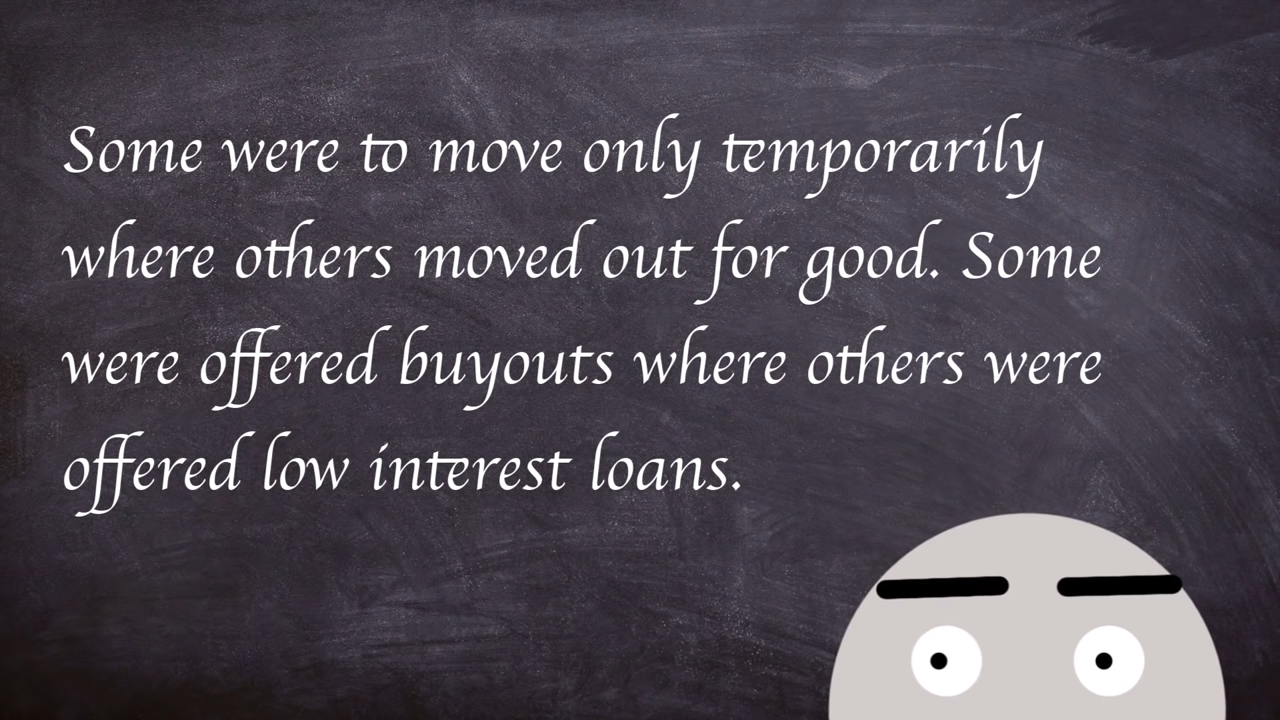 Some were to move only temporarily
where others moved out for good. Some
were offered buyouts where others were
offered low interest loans.